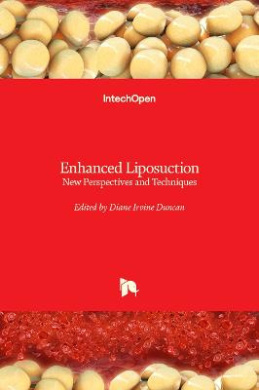 IntechOpen
Enhanced Liposuction
New Perspectives and Techniques
Edited by Diane Irvine Duncan